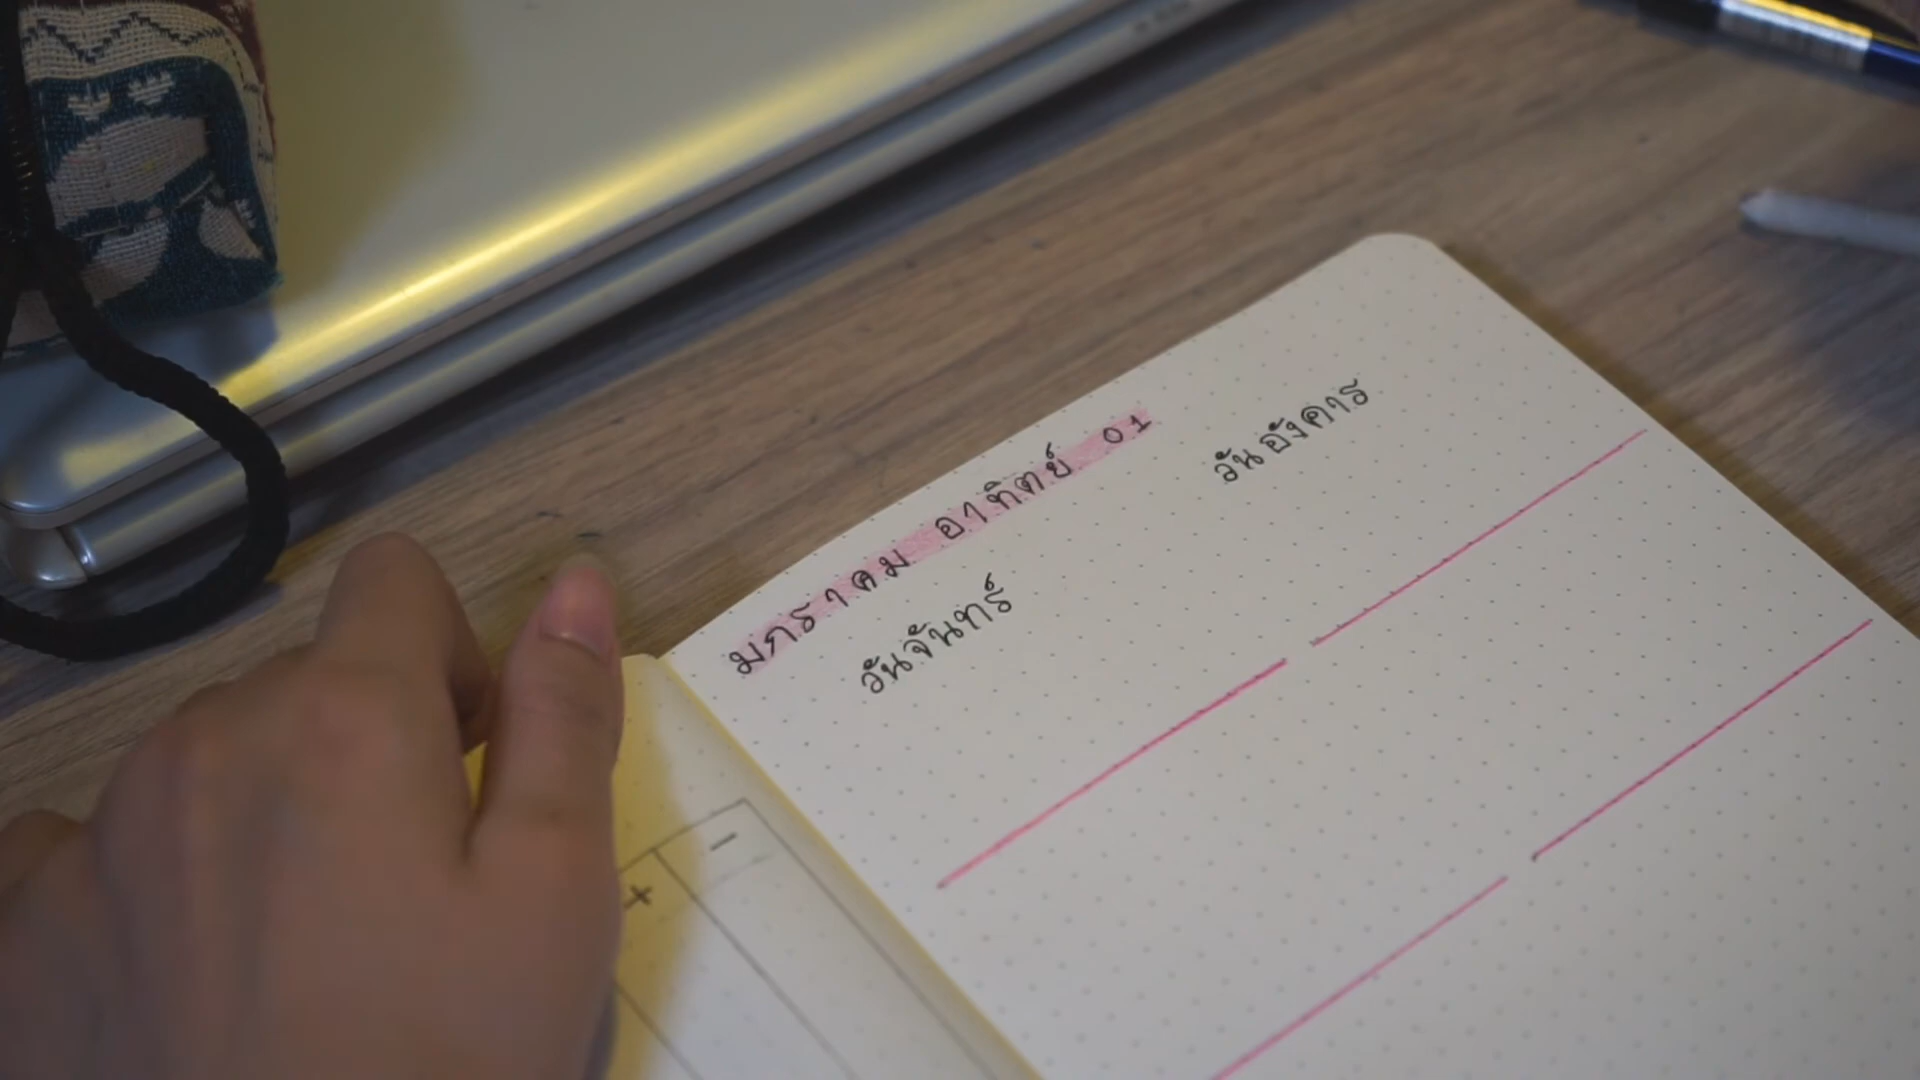 มกราคม อาทิตย์ 01
วันจันทร์
วันอังคาร
+
-